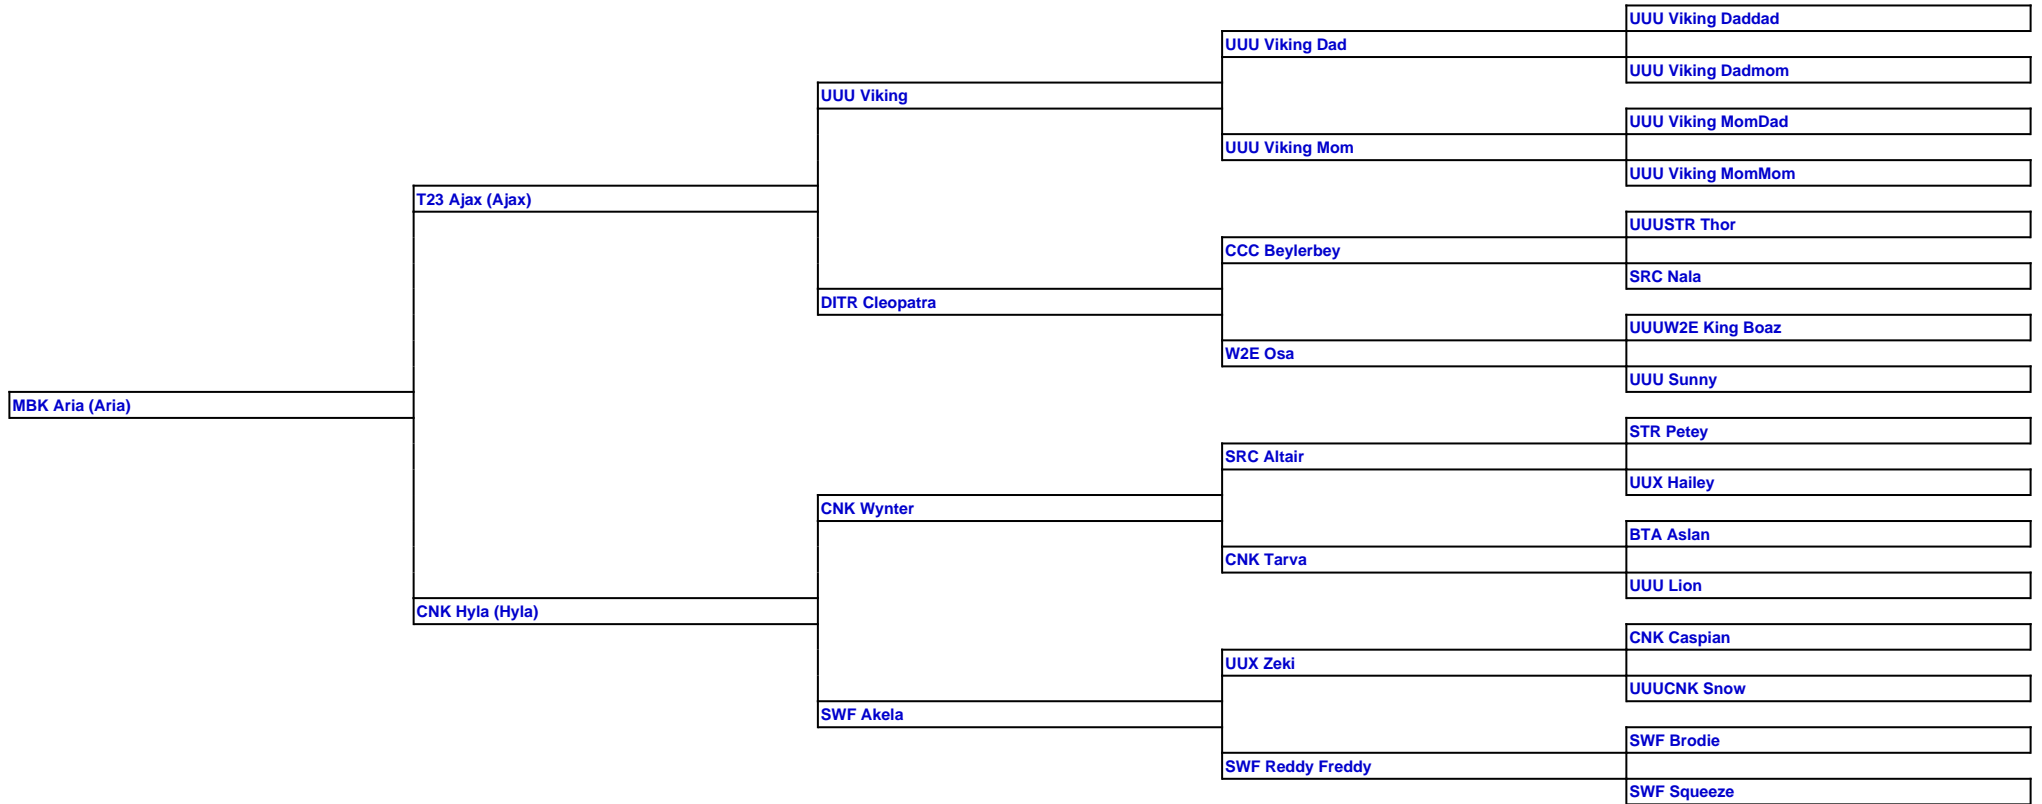 UUU Viking Daddad
UUU Viking Dad
UUU Viking Dadmom
UUU Viking
UUU Viking MomDad
UUU Viking Mom
UUU Viking MomMom
T23 Ajax (Ajax)
UUUSTR Thor
CCC Beylerbey
SRC Nala
DITR Cleopatra
UUUW2E King Boaz
W2E Osa
UUU Sunny
MBK Aria (Aria)
STR Petey
SRC Altair
UUX Hailey
CNK Wynter
BTA Aslan
CNK Tarva
UUU Lion
CNK Hyla (Hyla)
CNK Caspian
UUX Zeki
UUUCNK Snow
SWF Akela
SWF Brodie
SWF Reddy Freddy
SWF Squeeze